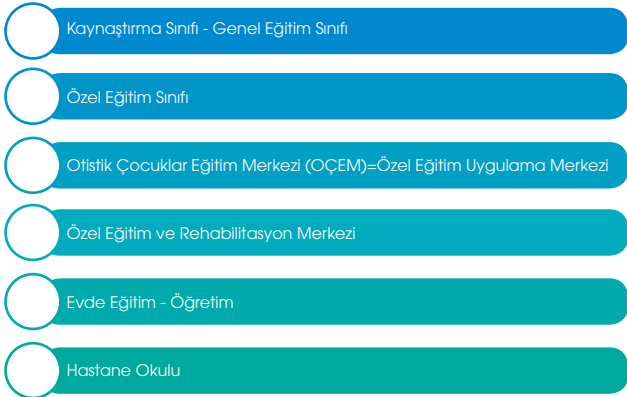 Kaynaştırma Sınıfı - Genel Eğitim Sınıfı
Özel Eğitim Sınıfı
Otistik Çocuklar Eğitim Merkezi (OÇEM)=Özel Eğitim Uygulama Merkezi
Özel Eğitim ve Rehabilitasyon Merkezi
Evde Eğitim - Öğretim
Hastane Okulu